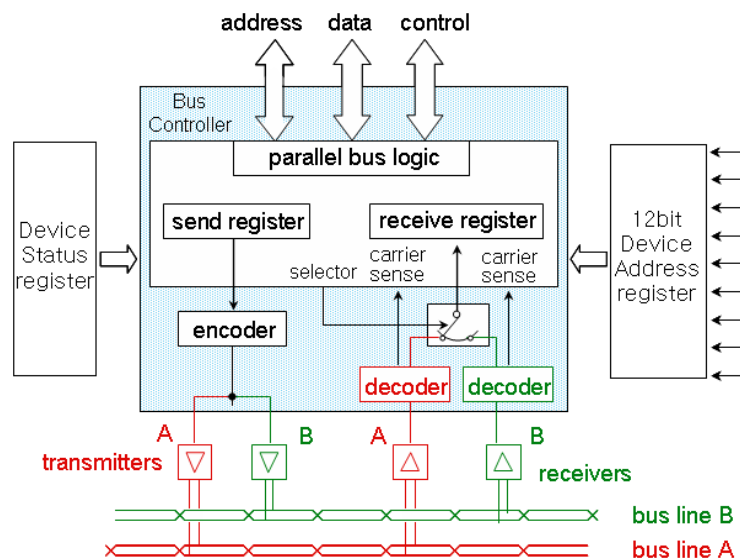 address data control
Bus
Controller
parallel bus logic
send register
receive register
Device
Status
register
12bit
Device
Address
register
selector
carrier
sense
carrier
sense
encoder
decoder
decoder
A
B
A
B
transmitters
receivers
bus line B
bus line A